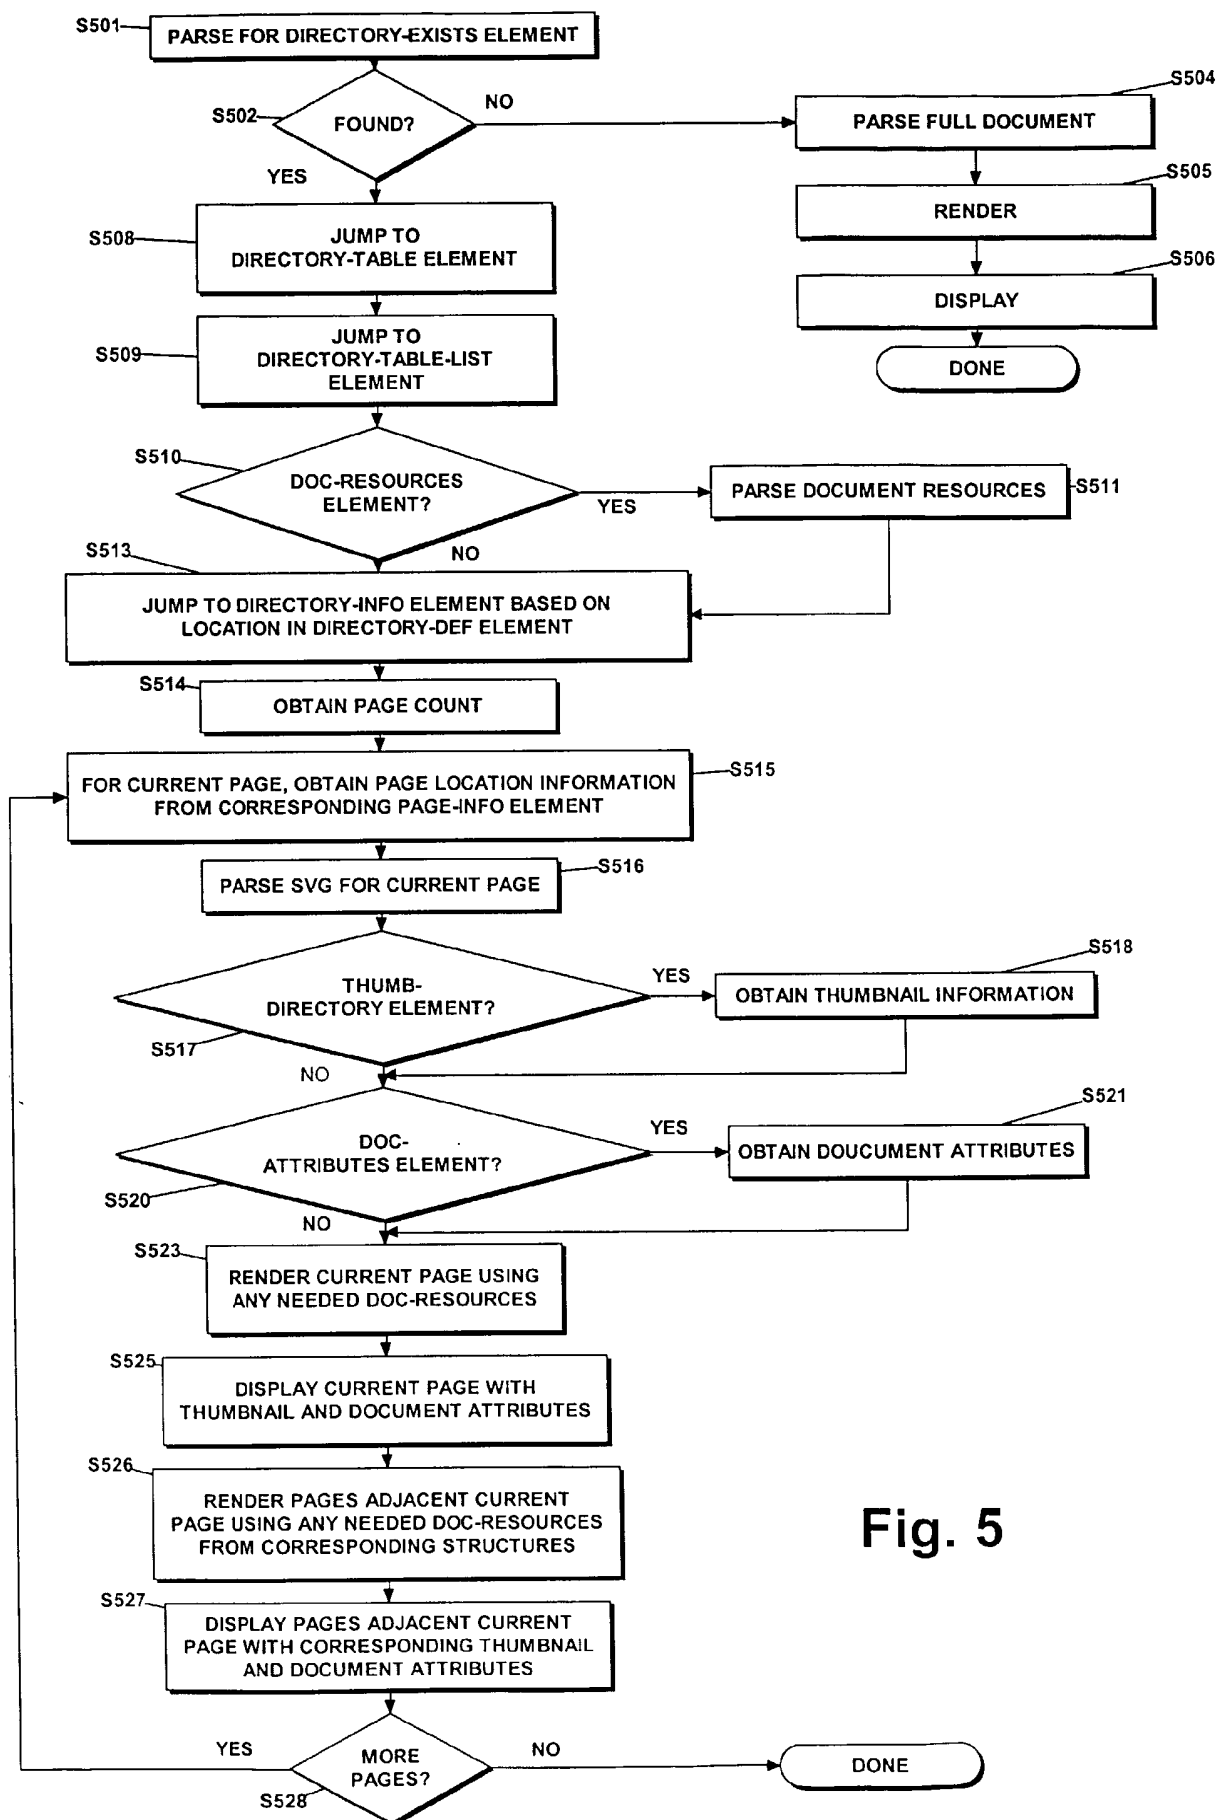 S501
PARSE FOR DIRECTORY-EXISTS ELEMENT
S502
FOUND?
NO
YES
S504
PARSE FULL DOCUMENT
S505
RENDER
S506
DISPLAY
DONE
S508
JUMP TO
DIRECTORY-TABLE ELEMENT
S509
JUMP TO
DIRECTORY-TABLE-LIST
ELEMENT
S510
DOC-RESOURCES
ELEMENT?
YES
PARSE DOCUMENT RESOURCES
S511
NO
S513
JUMP TO DIRECTORY-INFO ELEMENT BASED ON
LOCATION IN DIRECTORY-DEF ELEMENT
S514
OBTAIN PAGE COUNT
S515
FOR CURRENT PAGE, OBTAIN PAGE LOCATION INFORMATION
FROM CORRESPONDING PAGE-INFO ELEMENT
S516
PARSE SVG FOR CURRENT PAGE
THUMB-
DIRECTORY ELEMENT?
S517
YES
S518
OBTAIN THUMBNAIL INFORMATION
NO
DOC-
ATTRIBUTES ELEMENT?
S520
YES
S521
OBTAIN DOUCUMENT ATTRIBUTES
NO
S523
RENDER CURRENT PAGE USING
ANY NEEDED DOC-RESOURCES
S525
DISPLAY CURRENT PAGE WITH
THUMBNAIL AND DOCUMENT ATTRIBUTES
S526
RENDER PAGES ADJACENT CURRENT
PAGE USING ANY NEEDED DOC-RESOURCES
FROM CORRESPONDING STRUCTURES
Fig. 5
S527
DISPLAY PAGES ADJACENT CURRENT
PAGE WITH CORRESPONDING THUMBNAIL
AND DOCUMENT ATTRIBUTES
YES
MORE
PAGES?
S528
NO
DONE